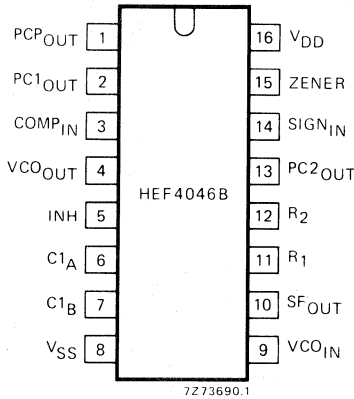 PCPOUT 1 16 VDD
PC1OUT 2 15 ZENER
COMPIN 3 14 SIGNIN
VCOOUT 4 13 PC2OUT
HEF4046B
INH 5 12 R2
C1A 6 11 R1
C1B 7 10 SFOUT
VSS 8 9 VCOIN
7Z73690.1